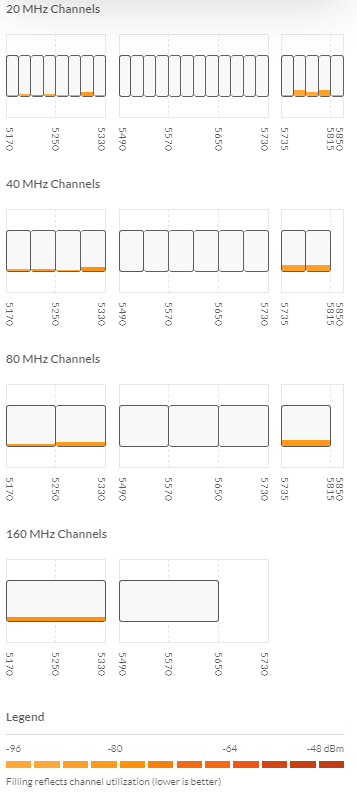 20 MHz Channels
5170 5250 5330 5490 5570 5650 5730 5735 5815 5850
40 MHz Channels
5170 5250 5330 5490 5570 5650 5730 5735 5815 5850
80 MHz Channels
5170 5250 5330 5490 5570 5650 5730 5735 5815 5850
160 MHz Channels
5170 5250 5330 5490 5570 5650 5730
Legend
-96 -80 -64 -48 dBm
Filling reflects channel utilization (lower is better)